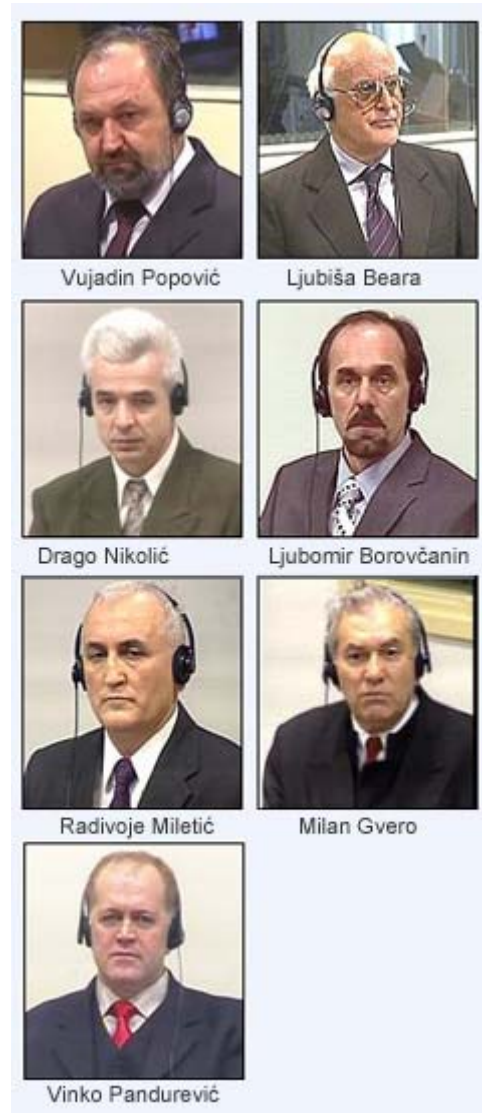 Vujadin Popović
Ljubiša Beara
Drago Nikolić
Ljubomir Borovčanin
Radivoje Miletić
Milan Gvero
Vinko Pandurević